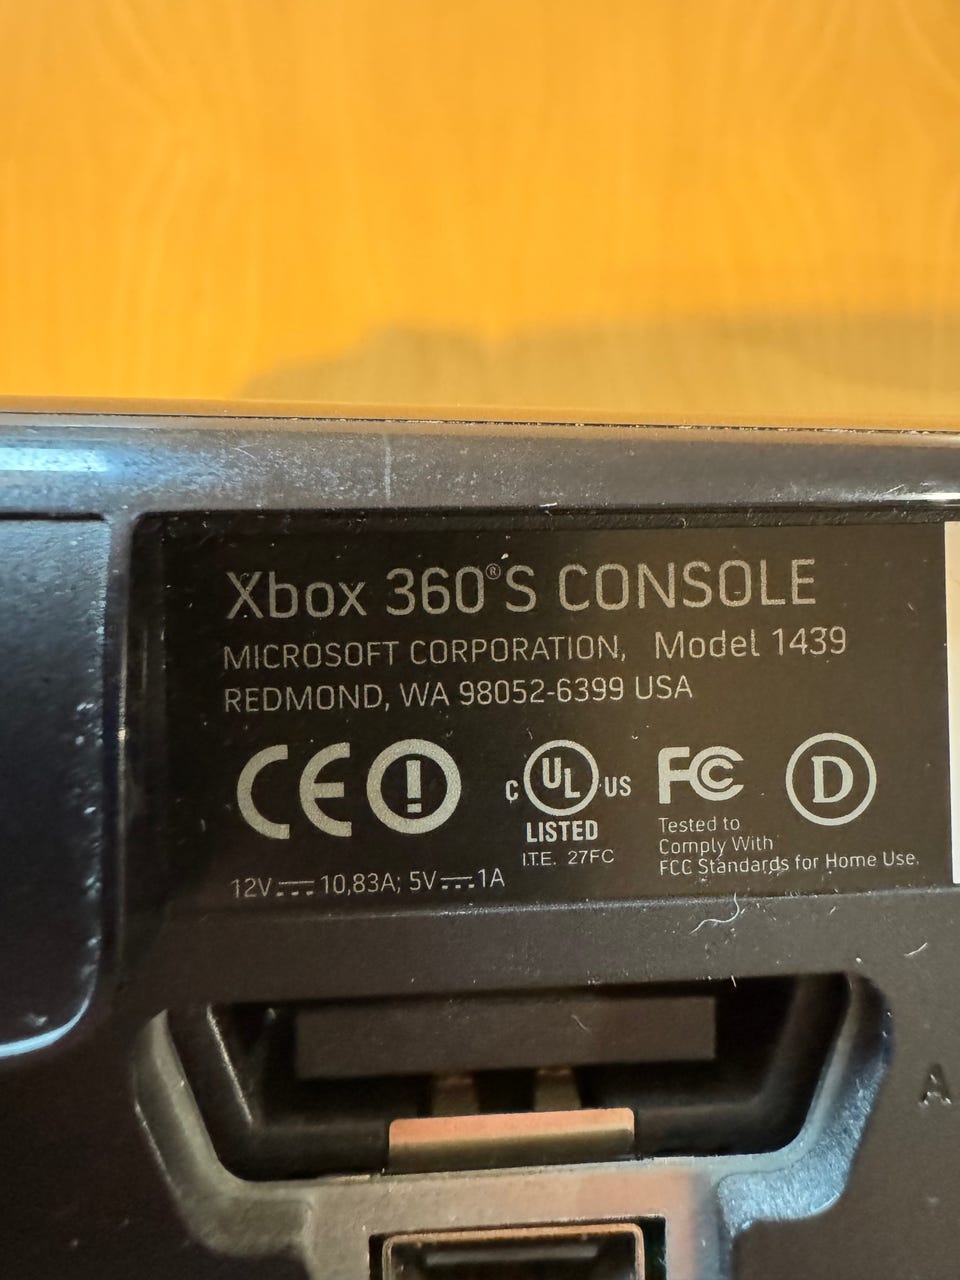 Xbox 360® S CONSOLE
MICROSOFT CORPORATION, Model 1439
REDMOND, WA 98052-6399 USA
CE
C UL US
LISTED
I.T.E. 27FC
FC
Tested to
Comply With
FCC Standards for Home Use.
D
12V⎓10,83A; 5V⎓1A
A